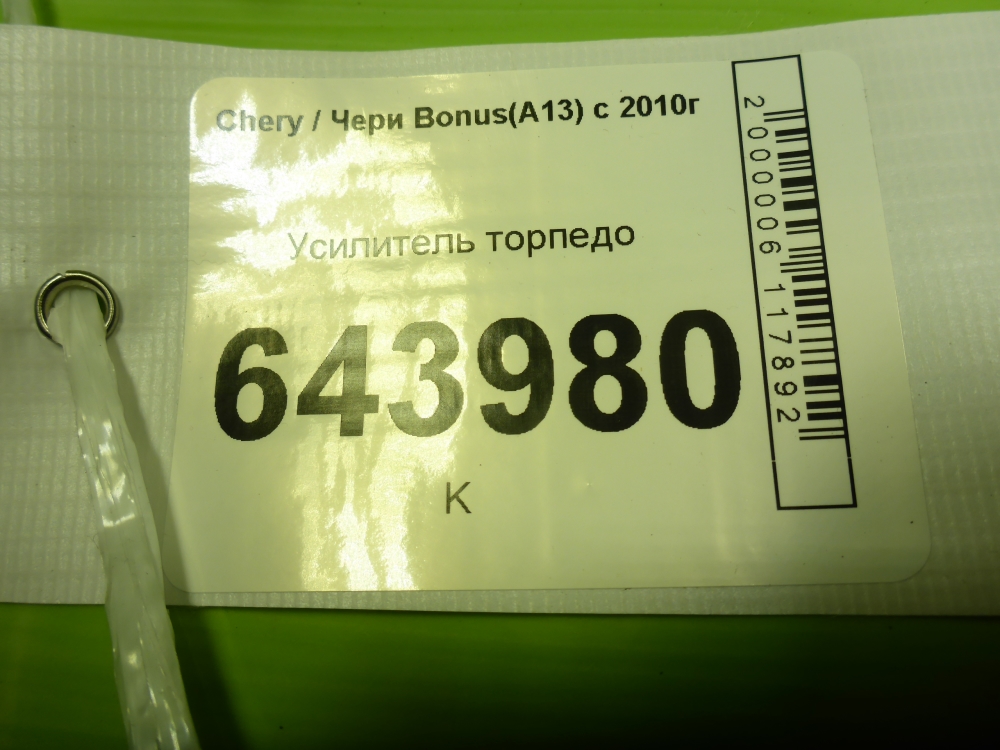 Chery / Чери Bonus(A13) с 2010г
Усилитель торпедо
643980
К
2000006117892